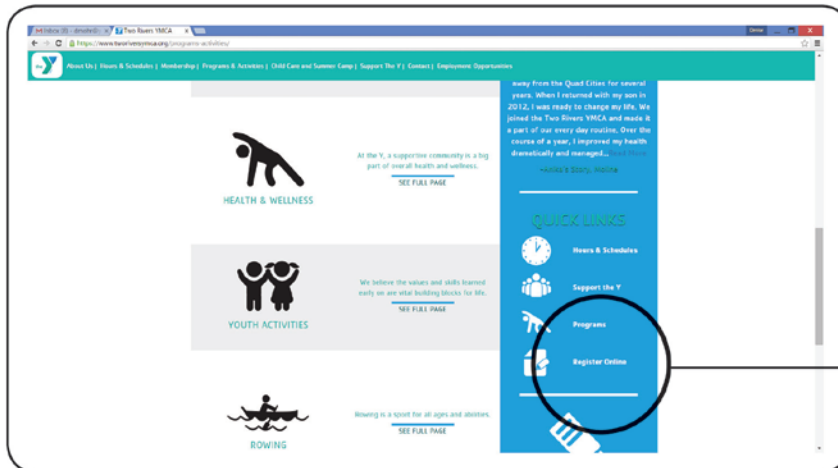 Two Rivers YMCA
https://www.tworiversymca.org/programs-activities/
the Y
About Us | Hours & Schedules | Membership | Programs & Activities | Child Care and Summer Camp | Support The Y | Contact | Employment Opportunities
HEALTH & WELLNESS
At the Y, a supportive community is a big
part of overall health and wellness.
SEE FULL PAGE
YOUTH ACTIVITIES
We believe the values and skills learned
early on are vital building blocks for life.
SEE FULL PAGE
ROWING
Rowing is a sport for all ages and abilities.
SEE FULL PAGE
away from the Quad Cities for several
years. When I returned with my son in
2012, I was ready to change my life. We
joined the Two Rivers YMCA and made it
a part of our every day routine. Over the
course of a year, I improved my health
dramatically and managed...Read More
Story, Moline
QUICK LINKS
Hours & Schedules
Support the Y
Programs
Register Online